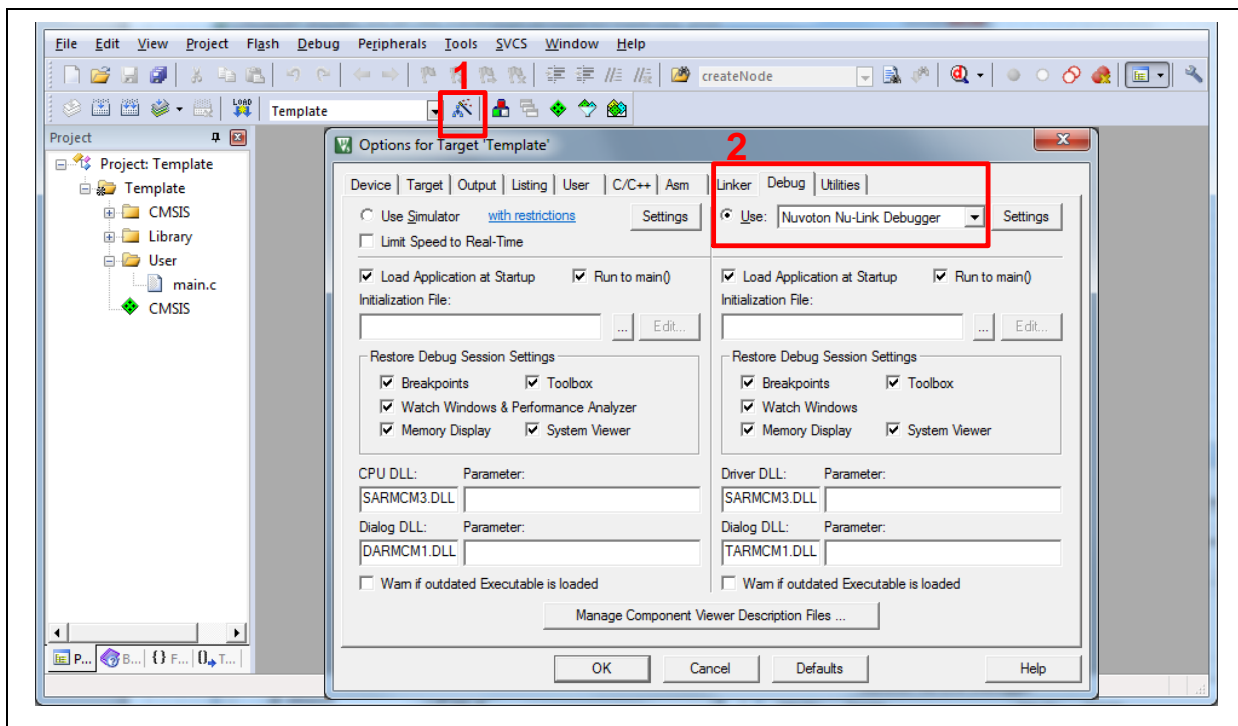 File Edit View Project Flash Debug Peripherals Tools SVCS Window Help
1
createNode
LOAD Template
Project
Project: Template
Template
CMSIS
Library
User
main.c
CMSIS
Options for Target 'Template'
2
Device Target Output Listing User C/C++ Asm Linker Debug Utilities
Use Simulator with restrictions Settings Use: Nuvoton Nu-Link Debugger Settings
Limit Speed to Real-Time
Load Application at Startup Run to main() Load Application at Startup Run to main()
Initialization File: Initialization File:
... Edit... ... Edit...
Restore Debug Session Settings Restore Debug Session Settings
Breakpoints Toolbox Breakpoints Toolbox
Watch Windows & Performance Analyzer Watch Windows
Memory Display System Viewer Memory Display System Viewer
CPU DLL: Parameter: Driver DLL: Parameter:
SARMCM3.DLL SARMCM3.DLL
Dialog DLL: Parameter: Dialog DLL: Parameter:
DARMCM1.DLL TARMCM1.DLL
Warn if outdated Executable is loaded Warn if outdated Executable is loaded
Manage Component Viewer Description Files ...
P... B... {} F... 0 T...
OK Cancel Defaults Help